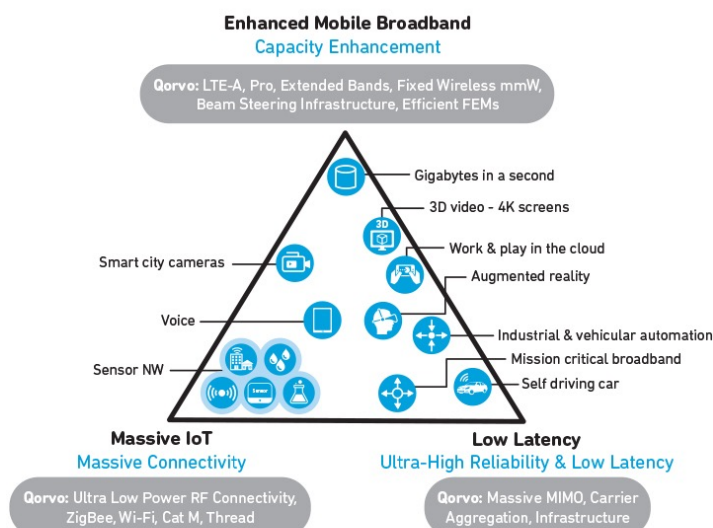 Enhanced Mobile Broadband
Capacity Enhancement
Qorvo: LTE-A, Pro, Extended Bands, Fixed Wireless mmW,
Beam Steering Infrastructure, Efficient FEMs
Gigabytes in a second
3D video - 4K screens
3D
Work & play in the cloud
Smart city cameras
Augmented reality
Voice
Industrial & vehicular automation
Mission critical broadband
Sensor NW
Self driving car
Massive IoT
Massive Connectivity
Low Latency
Ultra-High Reliability & Low Latency
Qorvo: Ultra Low Power RF Connectivity,
ZigBee, Wi-Fi, Cat M, Thread
Qorvo: Massive MIMO, Carrier
Aggregation, Infrastructure